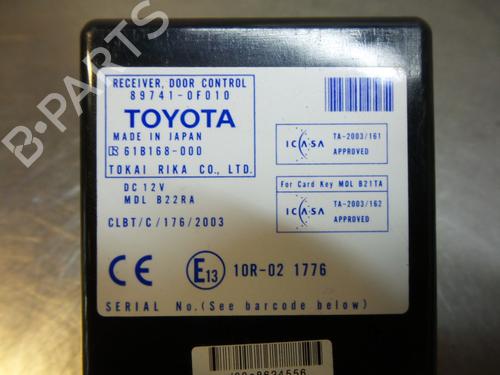 RECEIVER, DOOR CONTROL
89741-0F010
TOYOTA
MADE IN JAPAN
61B168-000
TOKAI RIKA CO., LTD.
DC 12V
MDL B22RA
CLBT/C/176/2003
ICASA
TA-2003/161
APPROVED
For Card Key MDL B21TA
ICASA
TA-2003/162
APPROVED
CE E13 10R-02 1776
SERIAL No.(See barcode below)
B-PARTS